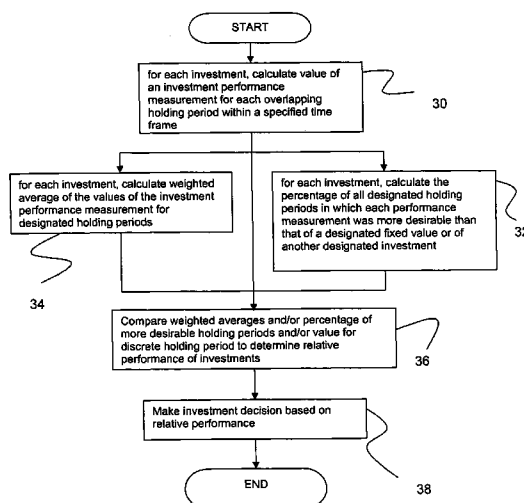 START
for each investment, calculate value of
an investment performance
measurement for each overlapping
holding period within a specified time
frame
30
for each investment, calculate weighted
average of the values of the investment
performance measurement for
designated holding periods
34
for each investment, calculate the
percentage of all designated holding
periods in which each performance
measurement was more desirable than
that of a designated fixed value or of
another designated investment
32
Compare weighted averages and/or percentage of
more desirable holding periods and/or value for
discrete holding period to determine relative
performance of investments
36
Make investment decision based on
relative performance
38
END